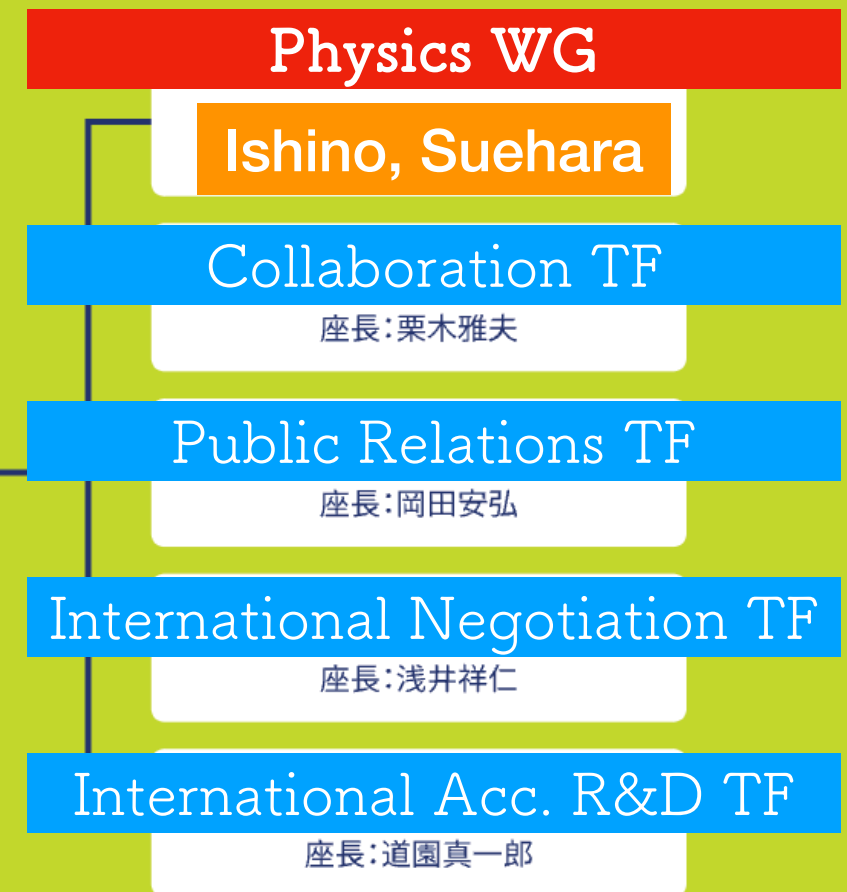 Physics WG
Ishino, Suehara
Collaboration TF
座長:栗木雅夫
Public Relations TF
座長:岡田安弘
International Negotiation TF
座長:浅井祥仁
International Acc. R&D TF
座長:道園真一郎